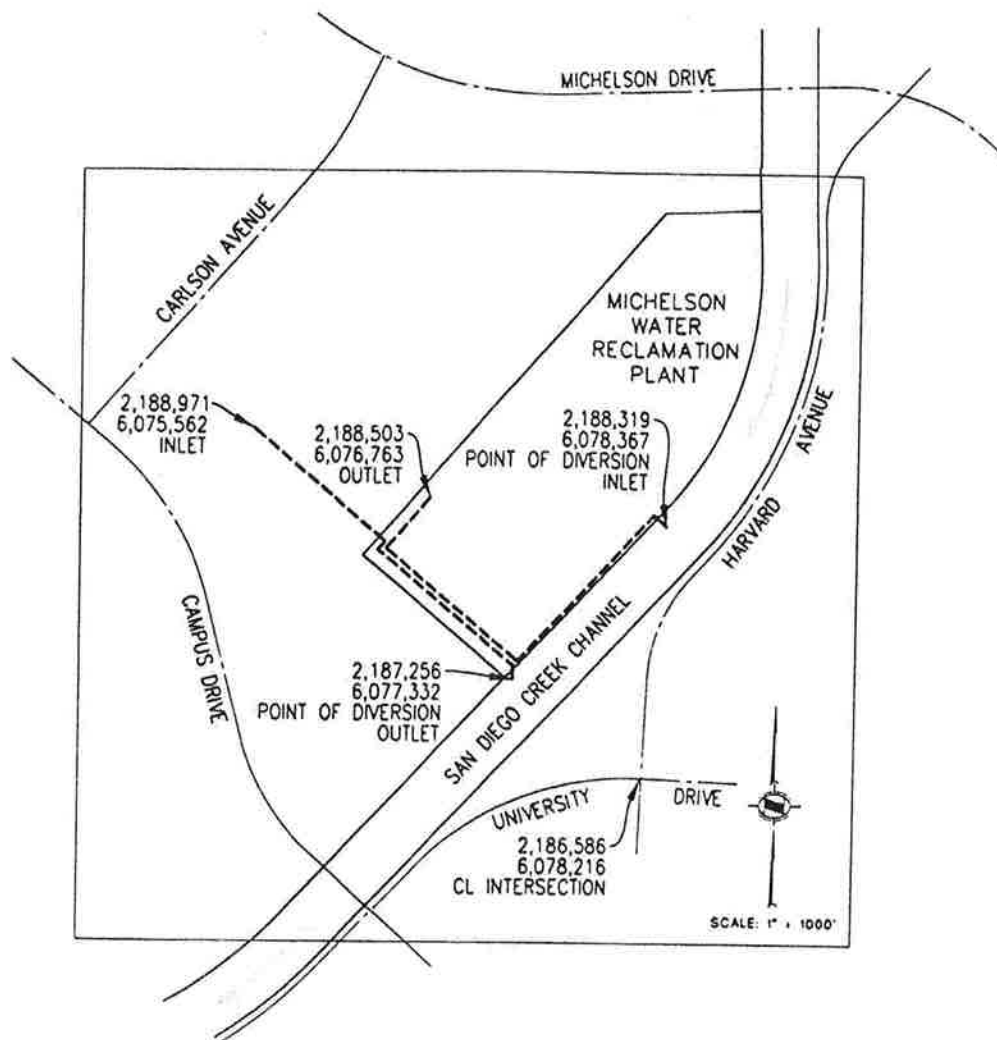 MICHELSON DRIVE
CARLSON AVENUE
MICHELSON
WATER
RECLAMATION
PLANT
2,188,971
6,075,562
INLET
2,188,503
6,076,763
OUTLET
2,188,319
6,078,367
POINT OF DIVERSION
INLET
HARVARD
AVENUE
CAMPUS DRIVE
2,187,256
6,077,332
POINT OF DIVERSION
OUTLET
SAN DIEGO CREEK CHANNEL
UNIVERSITY
DRIVE
2,186,586
6,078,216
CL INTERSECTION
SCALE: 1" = 1000'